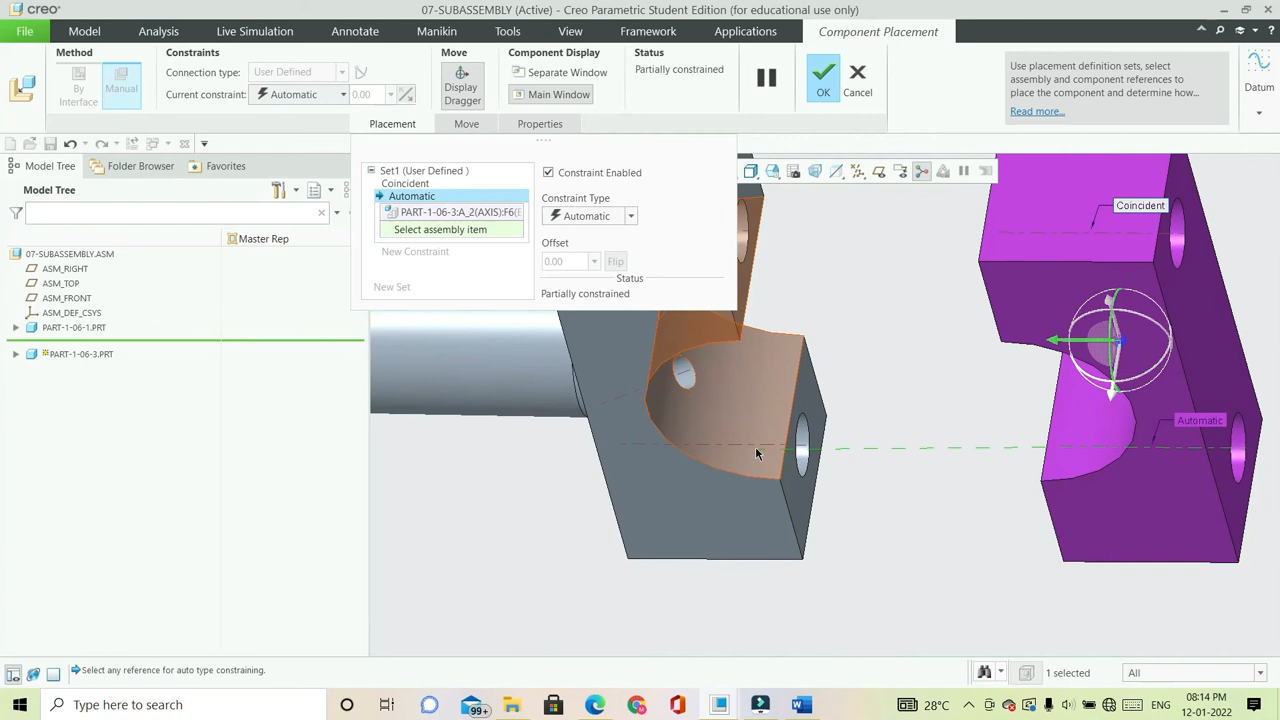 creo
07-SUBASSEMBLY (Active) - Creo Parametric Student Edition (for educational use only)
File Model Analysis Live Simulation Annotate Manikin Tools View Framework Applications Component Placement
Method Constraints Move Component Display Status
By Interface
Manual
Connection type: User Defined
Current constraint: Automatic 0.00
Display Dragger
Separate Window
Main Window
Partially constrained
OK
Cancel
Use placement definition sets, select
assembly and component references to
place the component and determine how...
Read more...
Datum
Placement Move Properties
Model Tree Folder Browser Favorites
Model Tree
Master Rep
07-SUBASSEMBLY.ASM
ASM_RIGHT
ASM_TOP
ASM_FRONT
ASM_DEF_CSYS
PART-1-06-1.PRT
PART-1-06-3.PRT
Set1 (User Defined )
Coincident
Automatic
PART-1-06-3:A_2(AXIS):F6(E
Select assembly item
New Constraint
New Set
Constraint Enabled
Constraint Type
Automatic
Offset
0.00 Flip
Status
Partially constrained
Coincident
Automatic
Select any reference for auto type constraining.
1 selected
All
Type here to search
99+
28°C
ENG
08:14 PM
12-01-2022